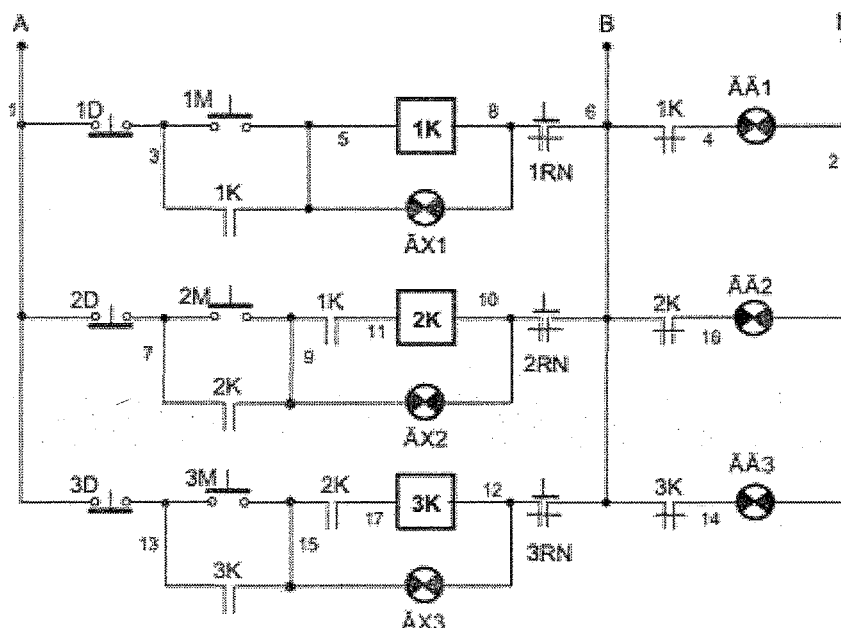 A B
1 1D 1M 1K 8 6 1K ĀĀ1
3 5 4 2
1K 1RN
ĀX1
2D 2M 1K 2K 10 2K ĀĀ2
7 9 11 16
2K 2RN
ĀX2
3D 3M 2K 3K 12 3K ĀĀ3
13 15 17 14
3K 3RN
ĀX3